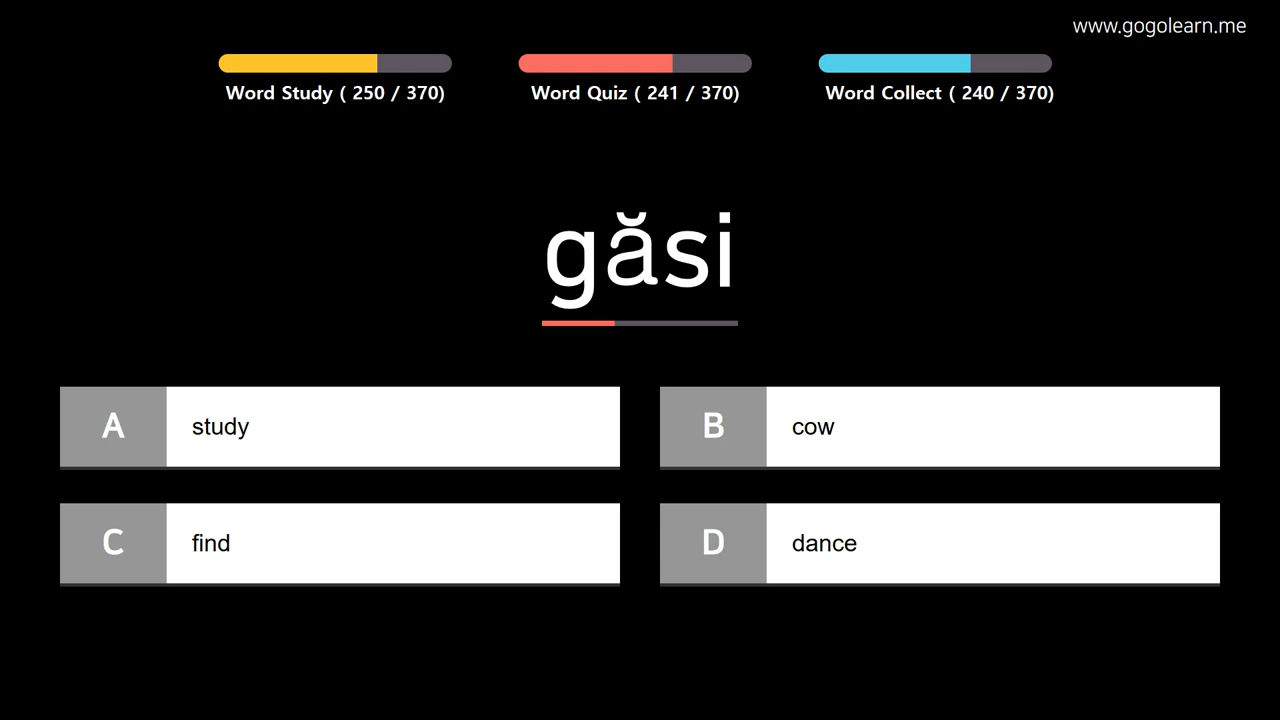 www.gogolearn.me
Word Study ( 250 / 370)
Word Quiz ( 241 / 370)
Word Collect ( 240 / 370)
găsi
A study
B cow
C find
D dance